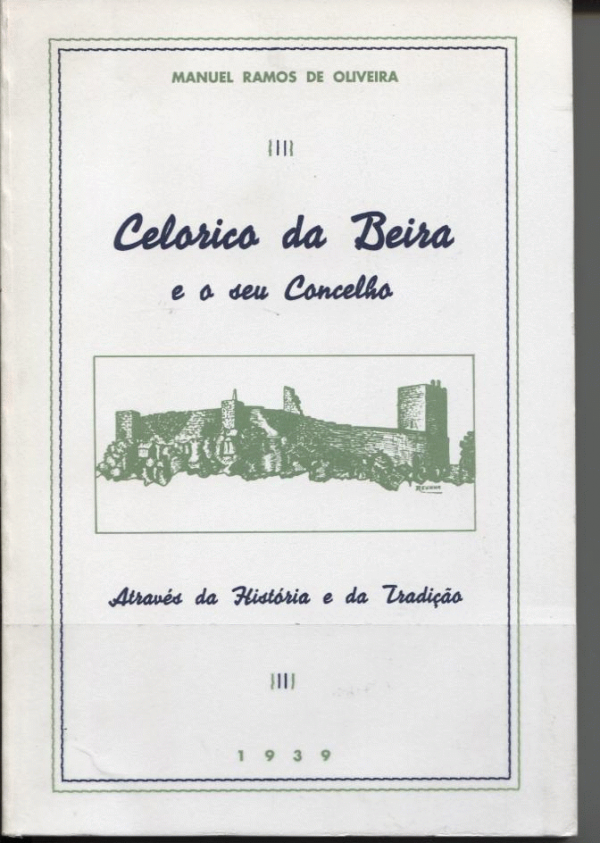 MANUEL RAMOS DE OLIVEIRA
Celorico da Beira
e o seu Concelho
Através da História e da Tradição
1939